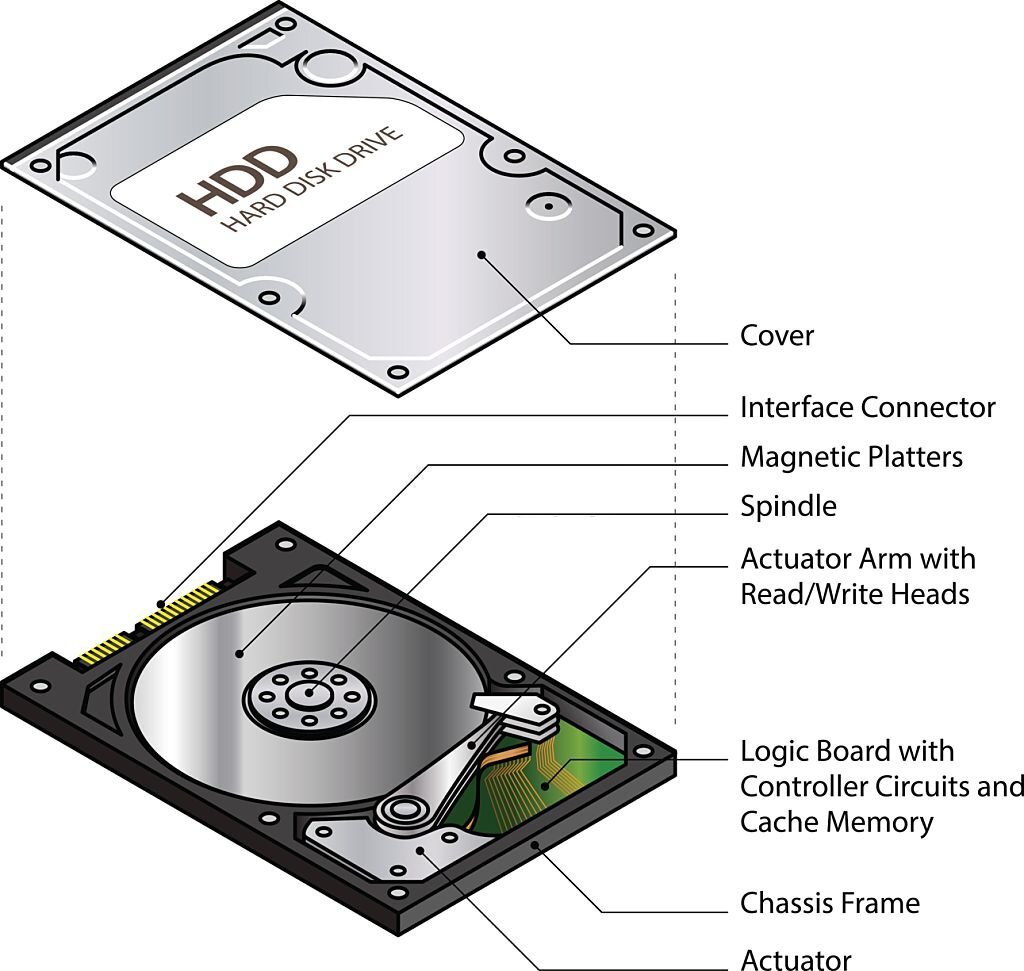 HDD
HARD DISK DRIVE
Cover
Interface Connector
Magnetic Platters
Spindle
Actuator Arm with
Read/Write Heads
Logic Board with
Controller Circuits and
Cache Memory
Chassis Frame
Actuator